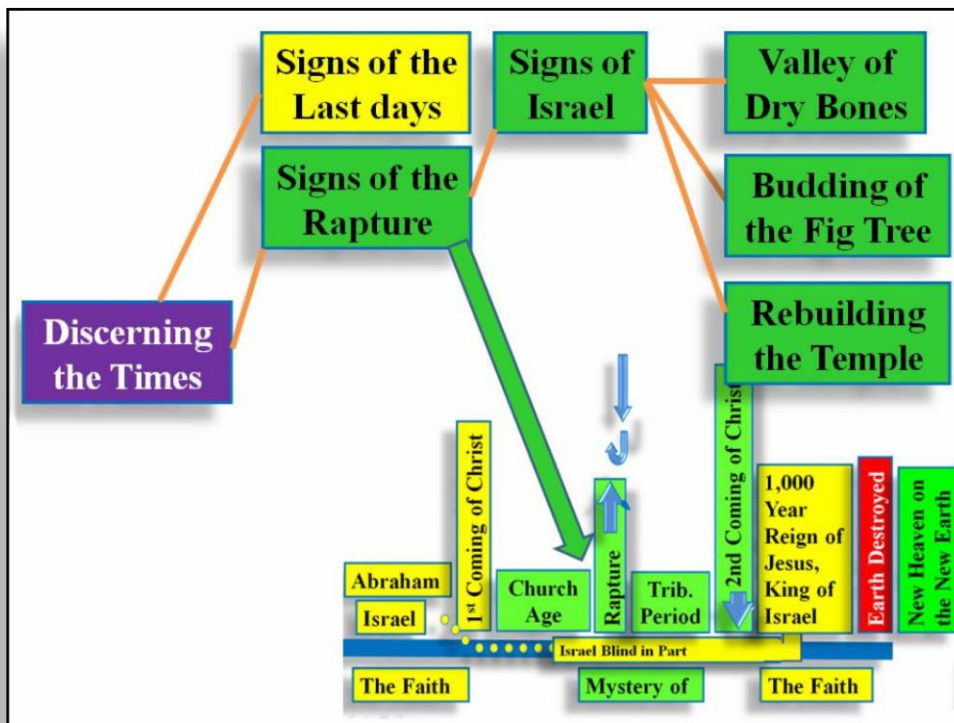 Signs of the
Last days
Signs of
Israel
Valley of
Dry Bones
Signs of the
Rapture
Budding of
the Fig Tree
Discerning
the Times
Rebuilding
the Temple
Abraham
Israel
1st Coming of Christ
Church
Age
Rapture
Trib.
Period
2nd Coming of Christ
1,000
Year
Reign of
Jesus,
King of
Israel
Earth Destroyed
New Heaven on
the New Earth
Israel Blind in Part
The Faith
Mystery of
The Faith